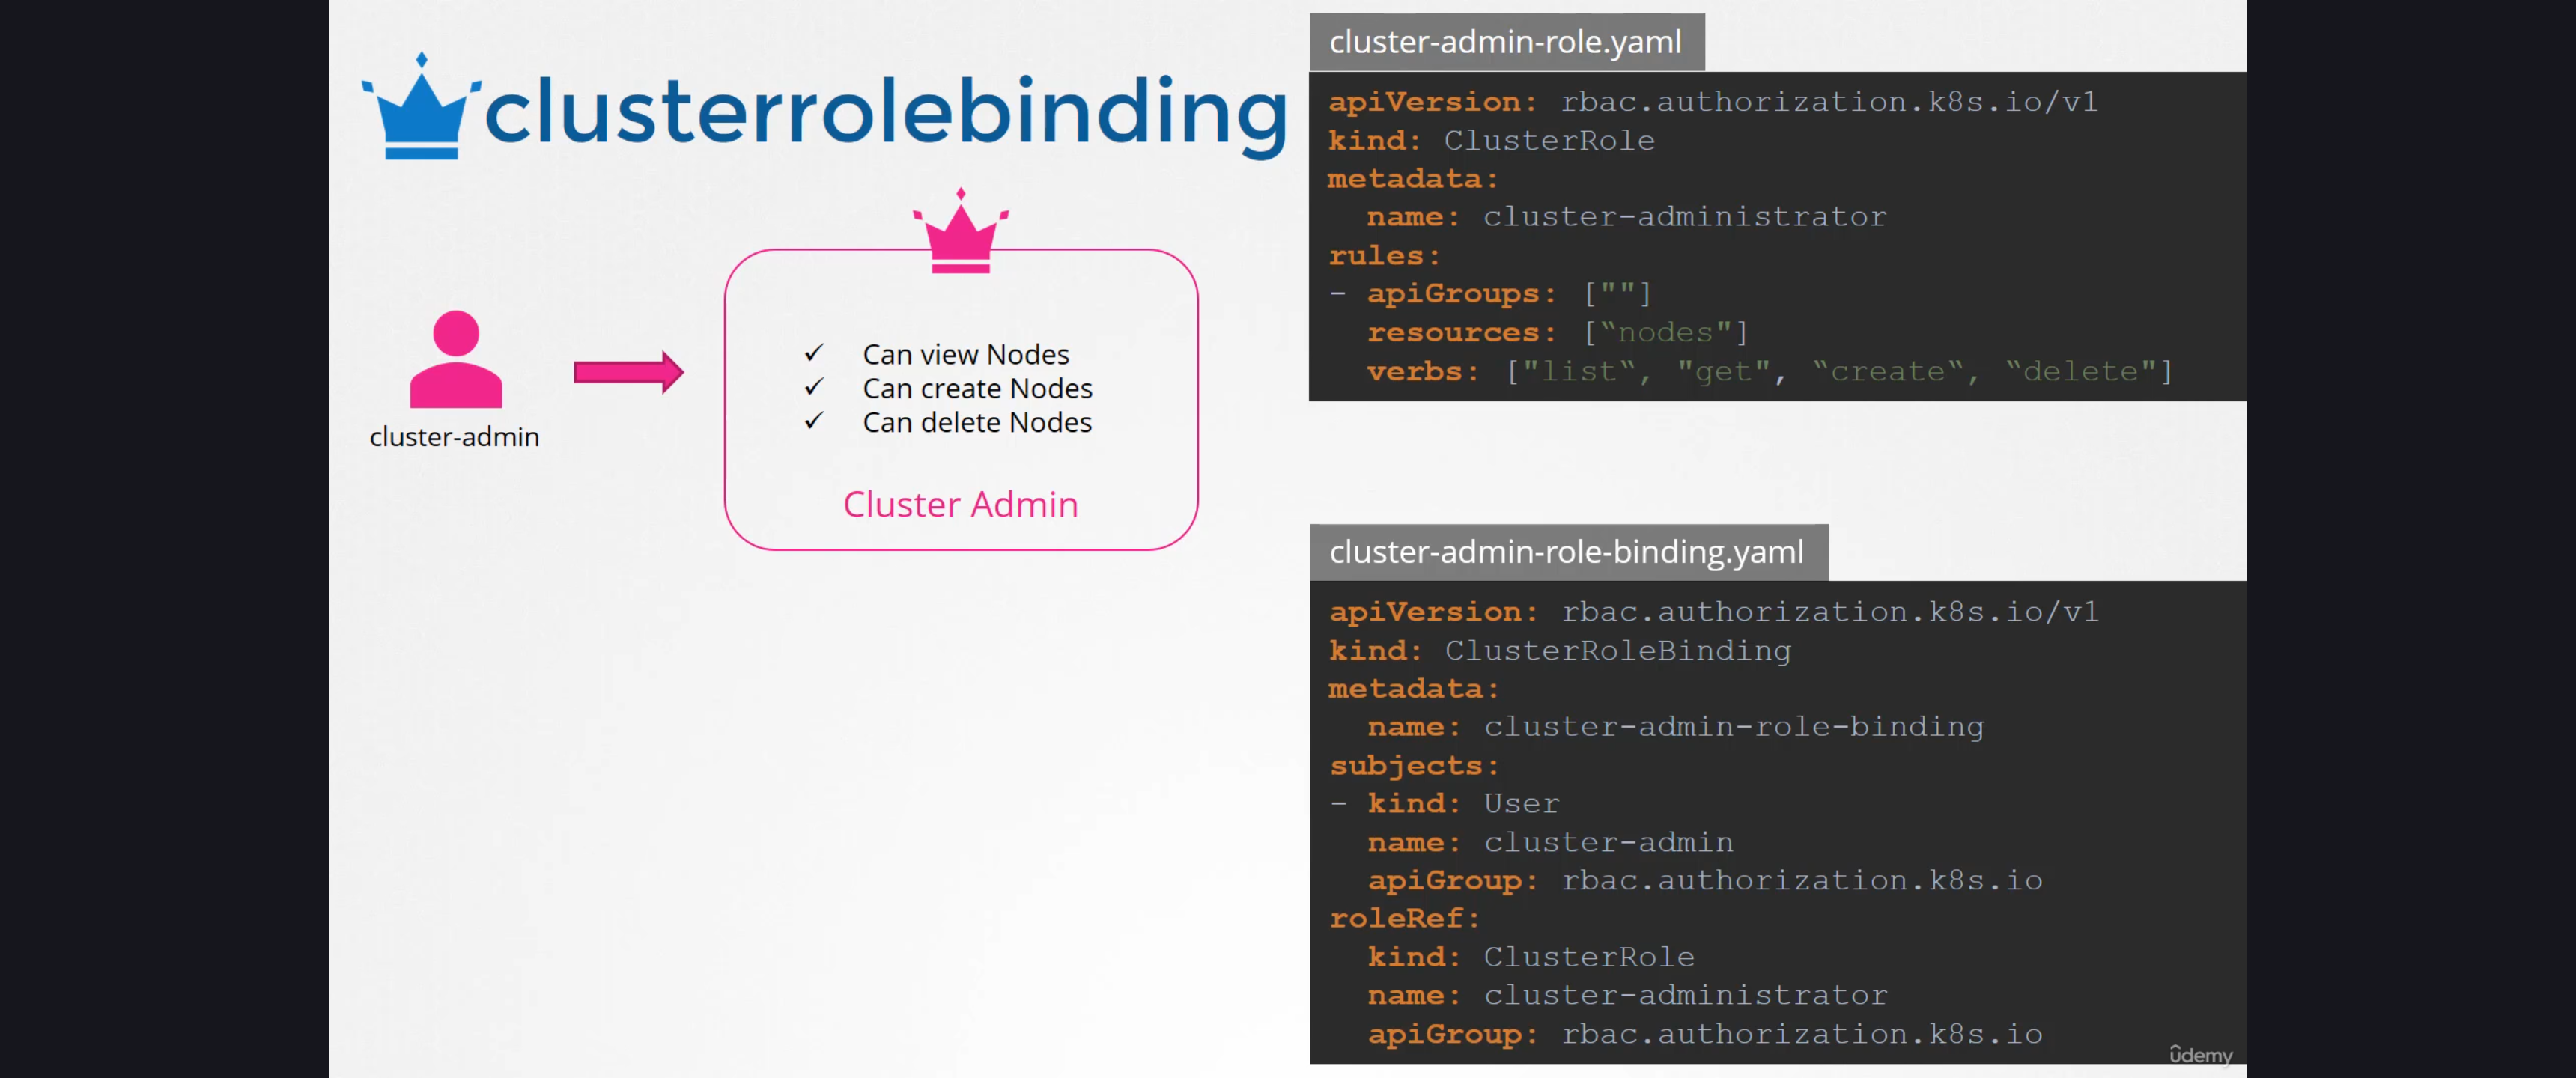 clusterrolebinding
cluster-admin
✓ Can view Nodes
✓ Can create Nodes
✓ Can delete Nodes
Cluster Admin
cluster-admin-role.yaml
apiVersion: rbac.authorization.k8s.io/v1
kind: ClusterRole
metadata:
  name: cluster-administrator
rules:
- apiGroups: [""]
  resources: [“nodes"]
  verbs: ["list“, "get", “create“, “delete"]
cluster-admin-role-binding.yaml
apiVersion: rbac.authorization.k8s.io/v1
kind: ClusterRoleBinding
metadata:
  name: cluster-admin-role-binding
subjects:
- kind: User
  name: cluster-admin
  apiGroup: rbac.authorization.k8s.io
roleRef:
  kind: ClusterRole
  name: cluster-administrator
  apiGroup: rbac.authorization.k8s.io
ûdemy